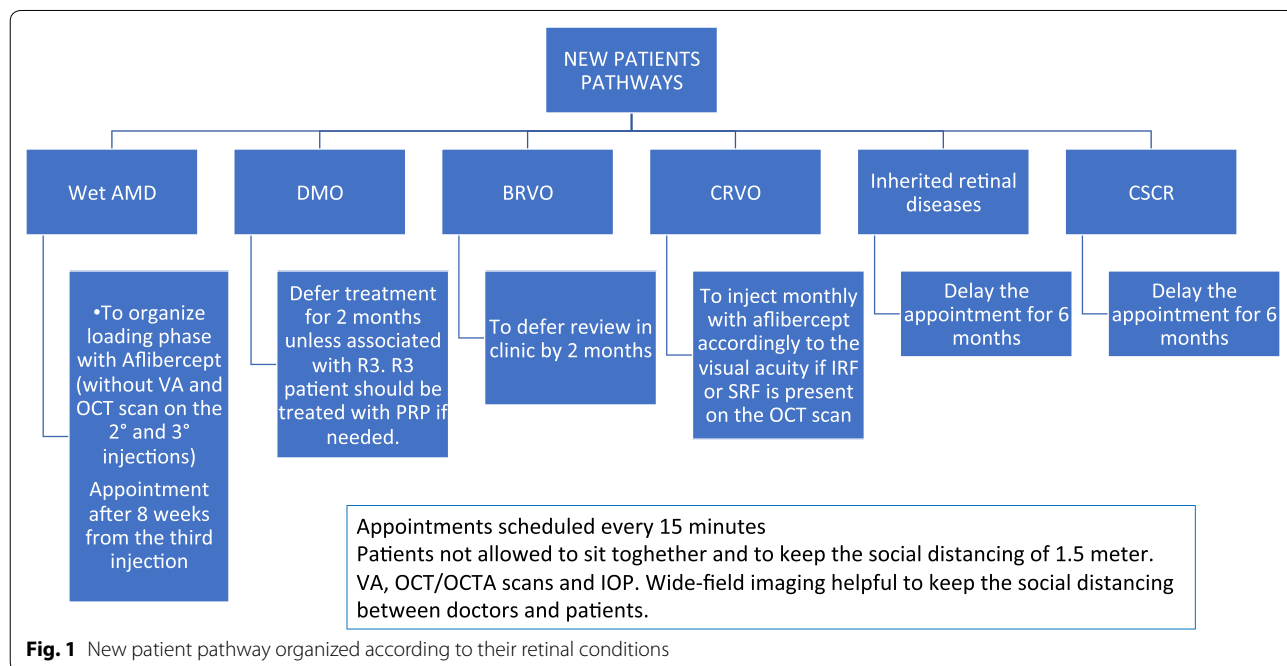 NEW PATIENTS
PATHWAYS
Wet AMD
DMO
BRVO
CRVO
Inherited retinal
diseases
CSCR
•To organize
loading phase
with Aflibercept
(without VA and
OCT scan on the
2° and 3°
injections)
Appointment
after 8 weeks
from the third
injection
Defer treatment
for 2 months
unless associated
with R3. R3
patient should be
treated with PRP if
needed.
To defer review in
clinic by 2 months
To inject monthly
with aflibercept
accordingly to the
visual acuity if IRF
or SRF is present
on the OCT scan
Delay the
appointment for 6
months
Delay the
appointment for 6
months
Appointments scheduled every 15 minutes
Patients not allowed to sit toghether and to keep the social distancing of 1.5 meter.
VA, OCT/OCTA scans and IOP. Wide-field imaging helpful to keep the social distancing
between doctors and patients.
Fig. 1 New patient pathway organized according to their retinal conditions